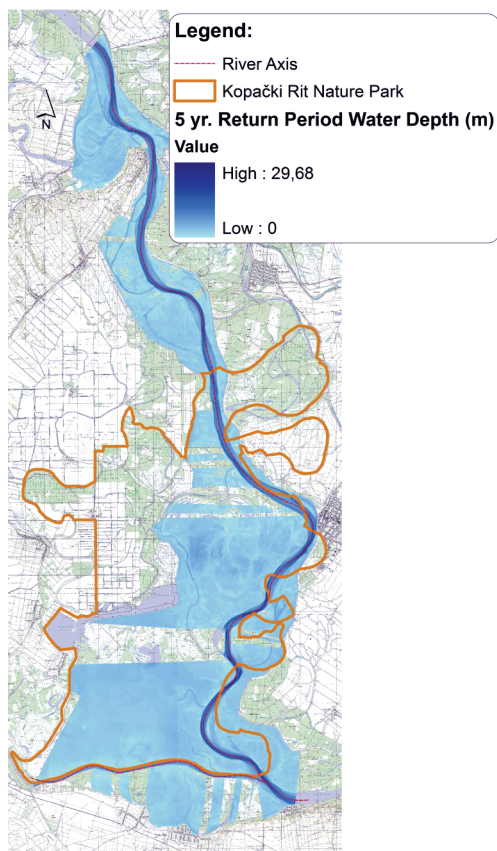 Legend:
River Axis
Kopački Rit Nature Park
5 yr. Return Period Water Depth (m)
Value
High : 29,68
Low : 0
N